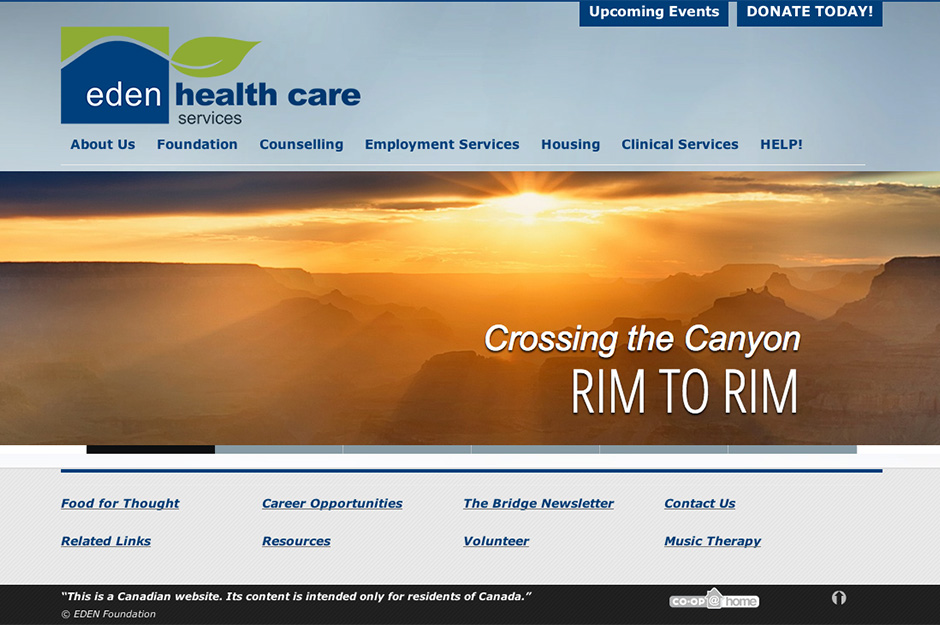 Upcoming Events DONATE TODAY!
eden health care
services
About Us Foundation Counselling Employment Services Housing Clinical Services HELP!
Crossing the Canyon
RIM TO RIM
Food for Thought Career Opportunities The Bridge Newsletter Contact Us
Related Links Resources Volunteer Music Therapy
“This is a Canadian website. Its content is intended only for residents of Canada.”
CO-OP@home
© EDEN Foundation